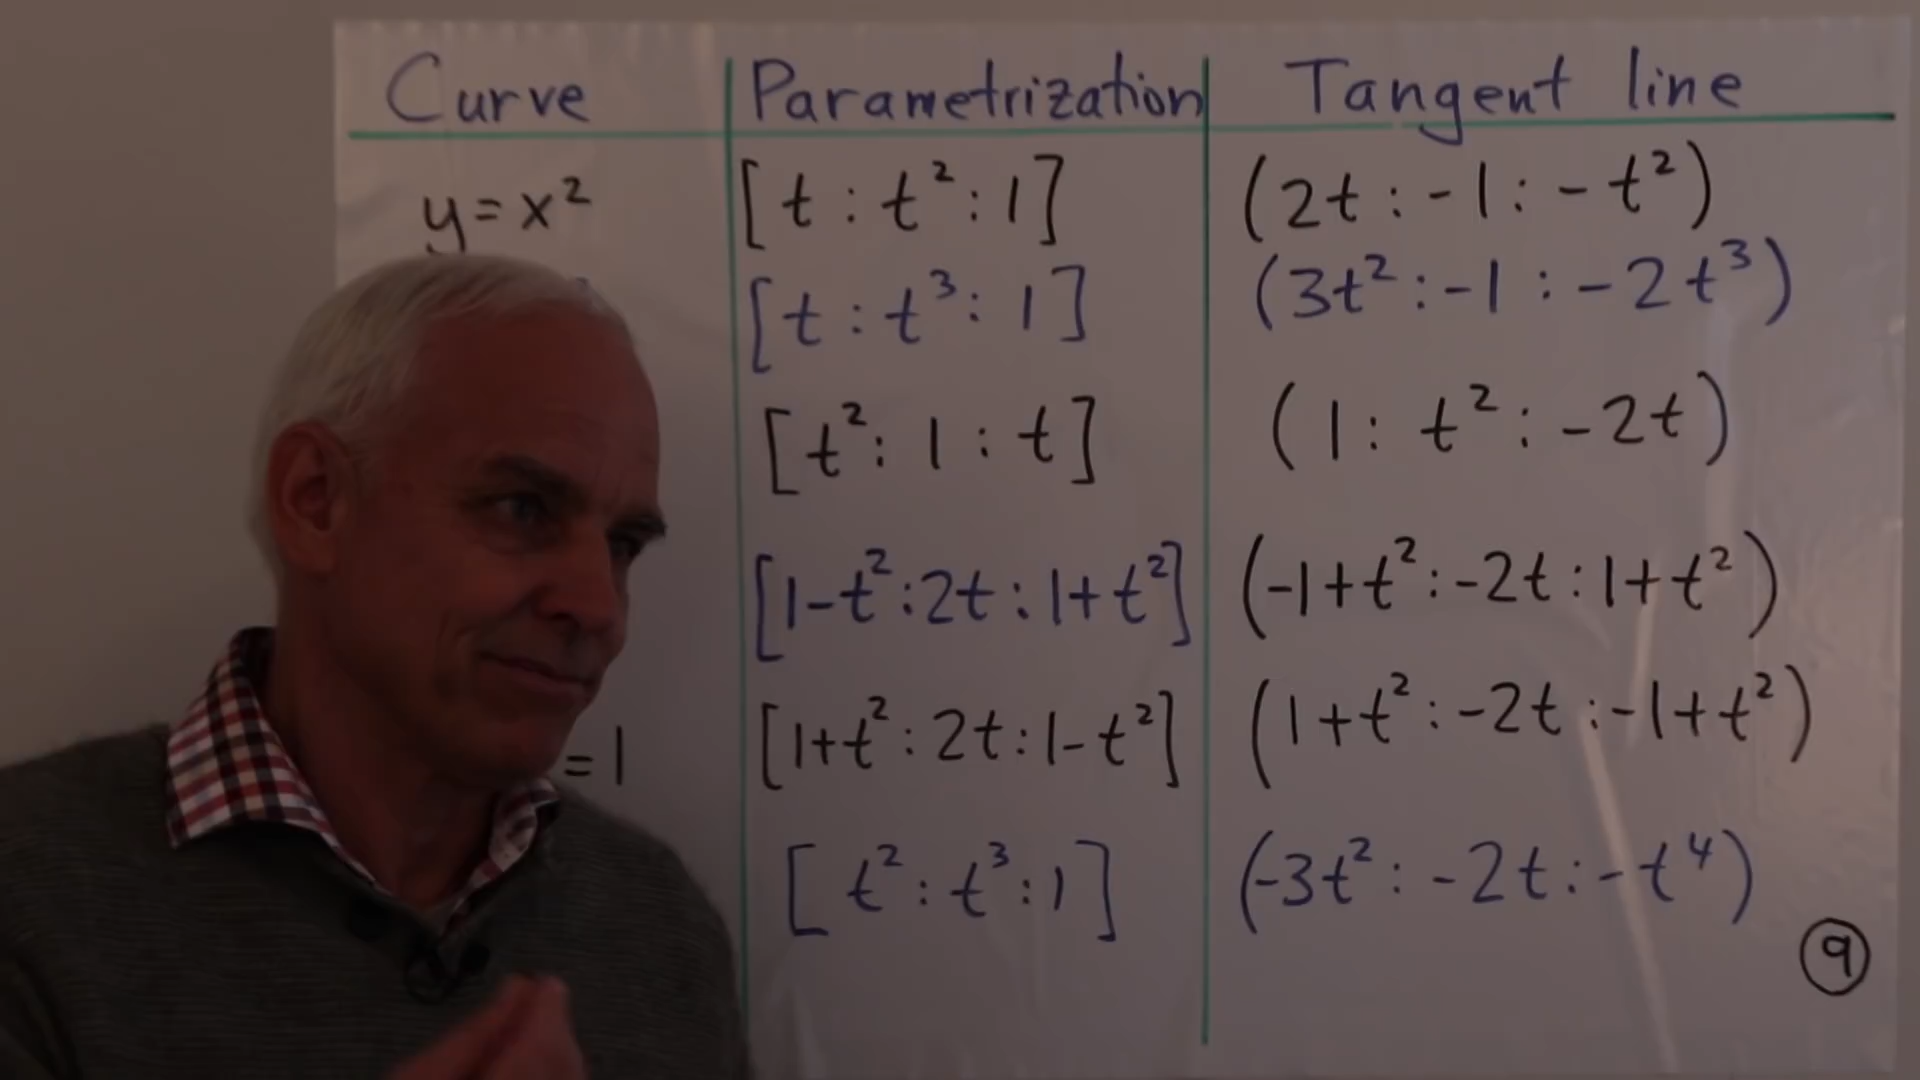 Curve Parametrization Tangent line
y=x² [t:t²:1] (2t:-1:-t²)
[t:t³:1] (3t²:-1:-2t³)
[t²:1:t] (1:t²:-2t)
[1-t²:2t:1+t²] (-1+t²:-2t:1+t²)
=1 [1+t²:2t:1-t²] (1+t²:-2t:-1+t²)
[t²:t³:1] (-3t²:-2t:-t⁴)
9